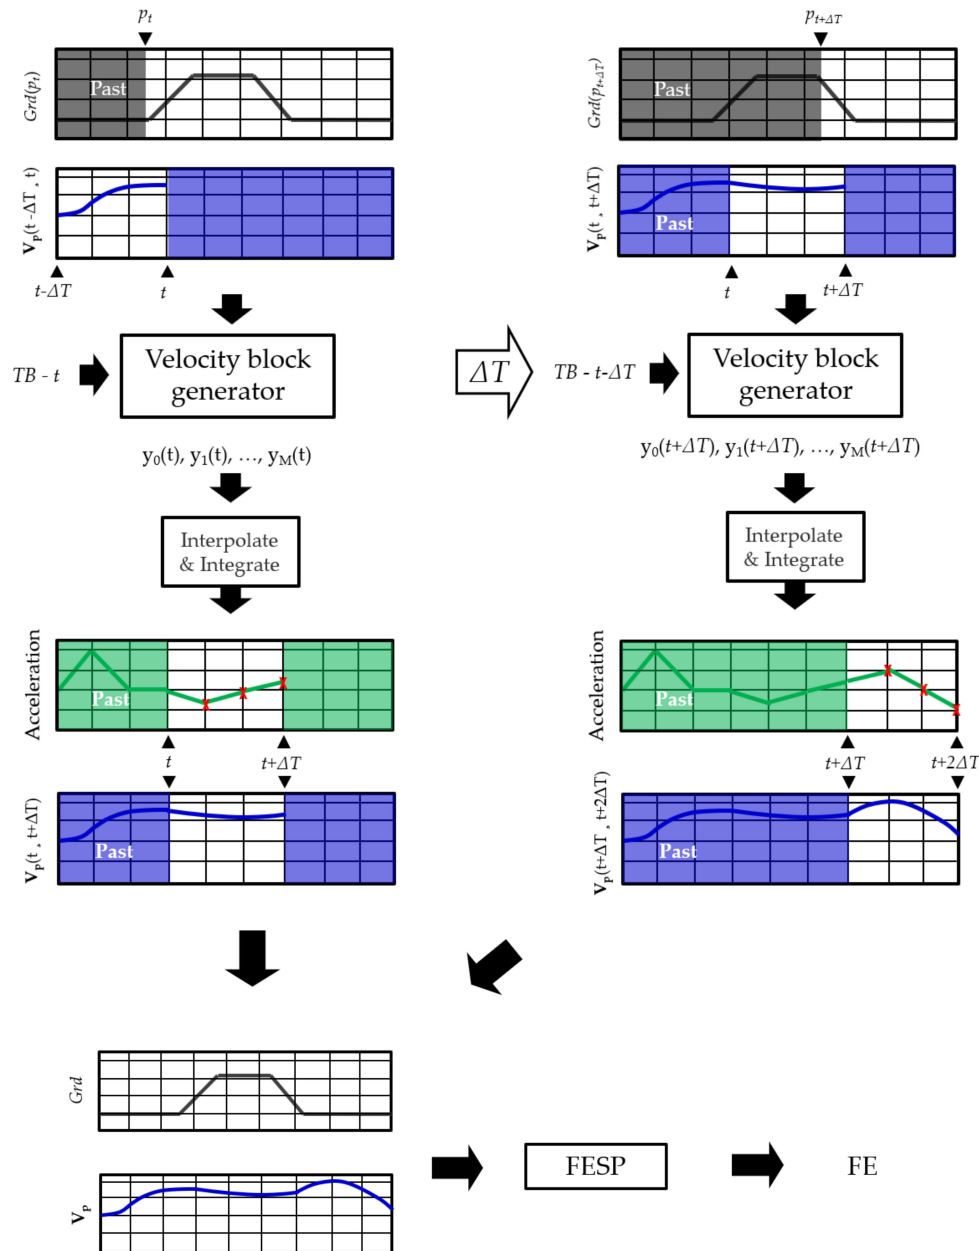 p_t
Grd(p_t)
Past
V_P(t -ΔT , t)
t-ΔT
t
TB - t
Velocity block
generator
y_0(t), y_1(t), …, y_M(t)
Interpolate
& Integrate
Acceleration
Past
t
t+ΔT
V_P(t , t+ΔT)
Past
ΔT
p_{t+ΔT}
Grd(p_{t+ΔT})
Past
V_P(t , t+ΔT)
Past
t
t+ΔT
TB - t-ΔT
Velocity block
generator
y_0(t+ΔT), y_1(t+ΔT), …, y_M(t+ΔT)
Interpolate
& Integrate
Acceleration
Past
t+ΔT
t+2ΔT
V_P(t+ΔT , t+2ΔT)
Past
Grd
V_P
FESP
FE